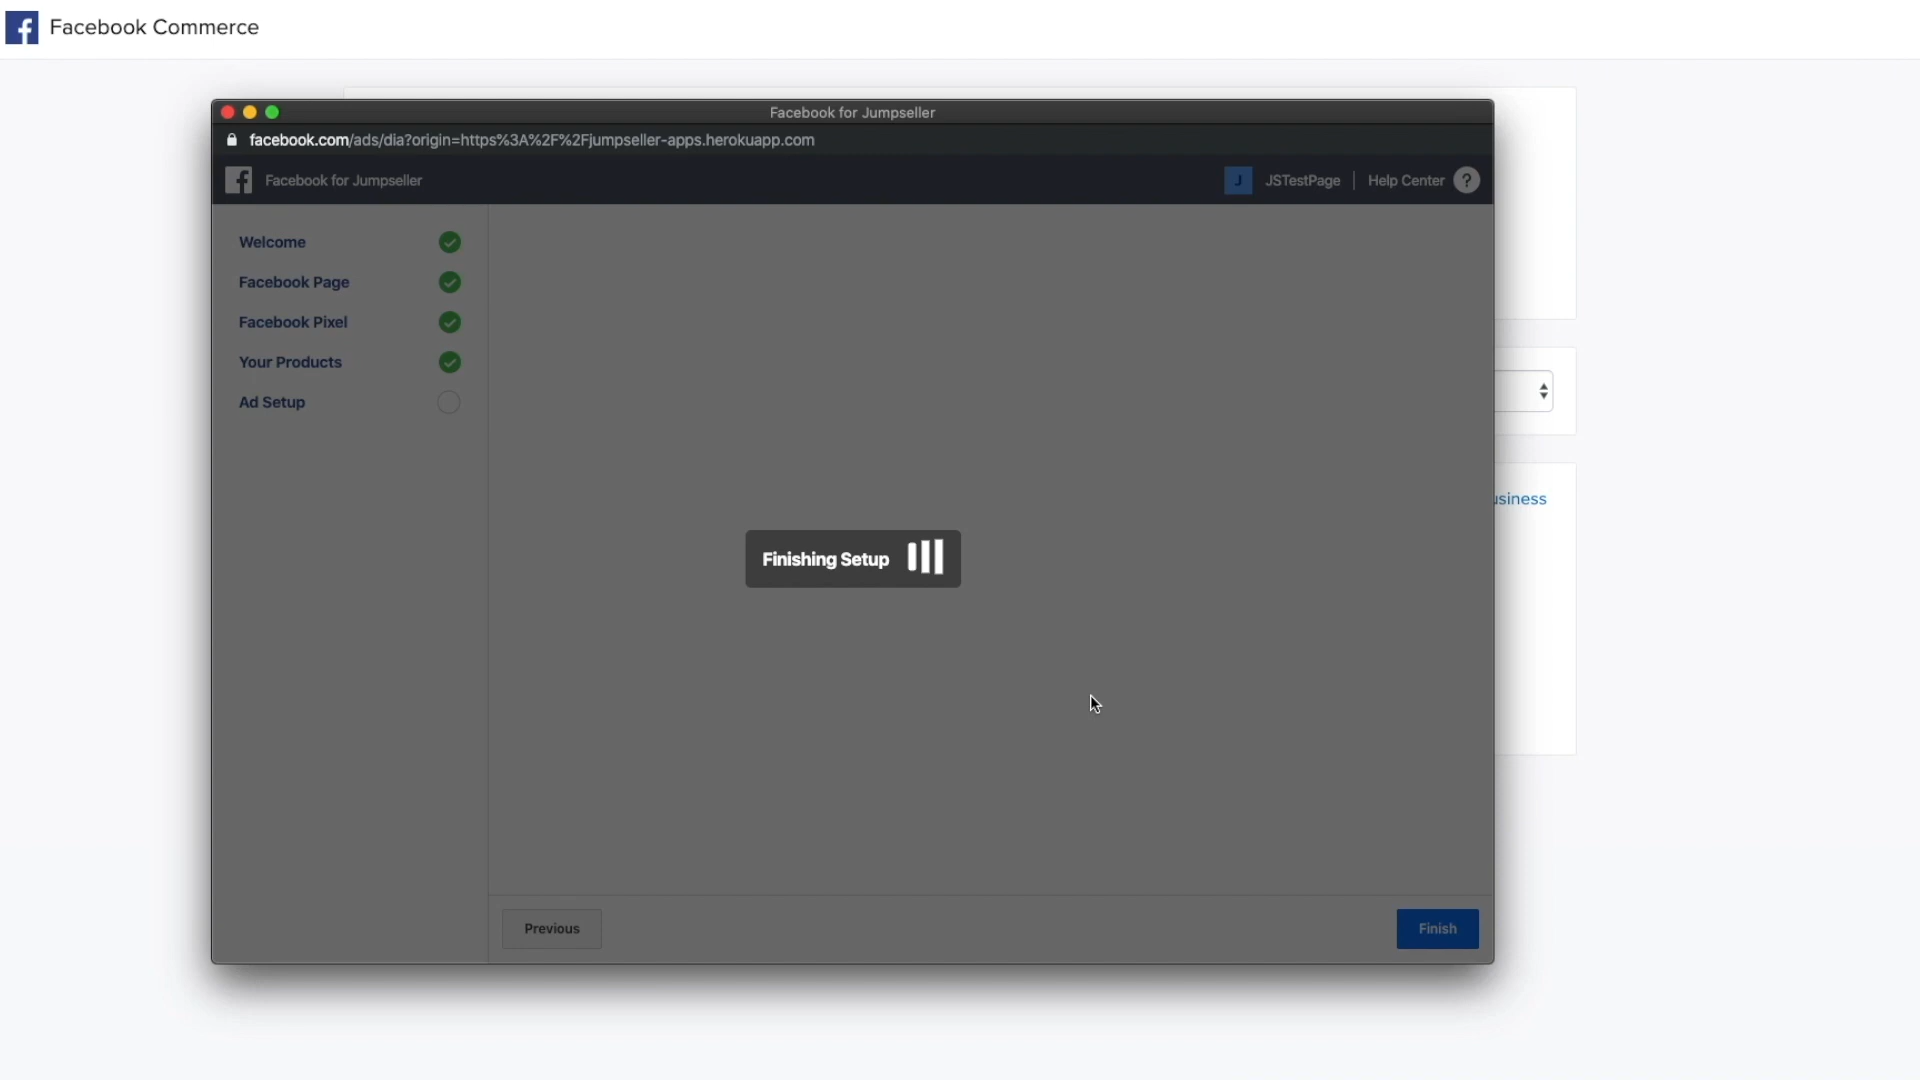 Facebook Commerce
Facebook for Jumpseller
facebook.com/ads/dia?origin=https%3A%2F%2Fjumpseller-apps.herokuapp.com
Facebook for Jumpseller
J JSTestPage Help Center ?
Welcome
Facebook Page
Facebook Pixel
Your Products
Ad Setup
usiness
Finishing Setup
Previous
Finish